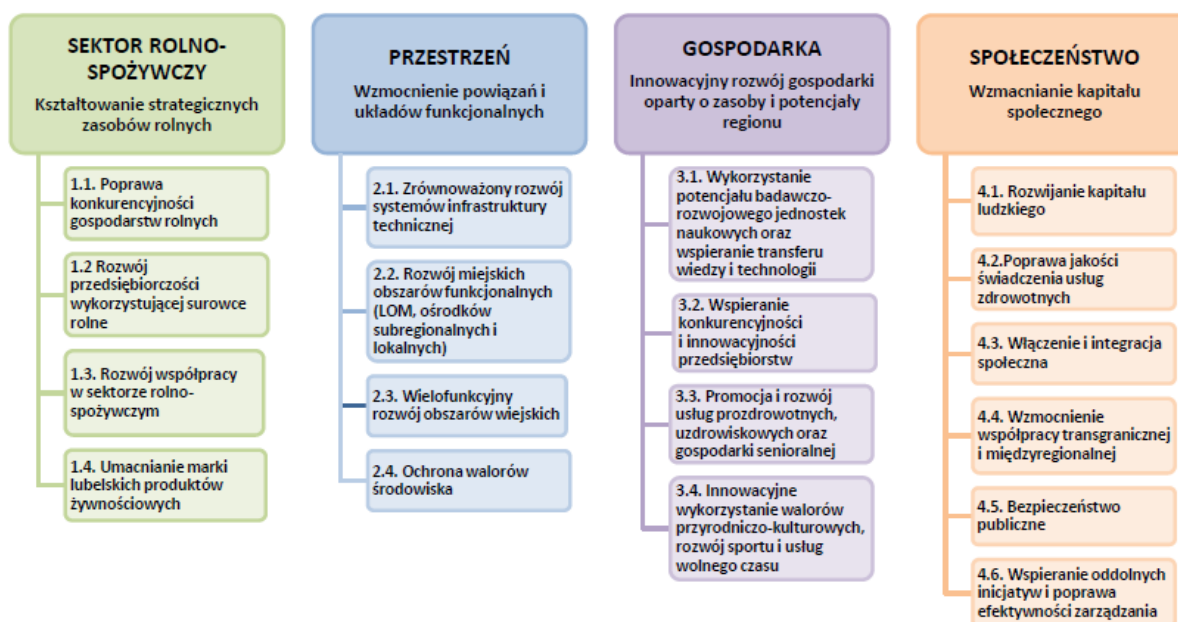 SEKTOR ROLNO-
SPOŻYWCZY
Kształtowanie strategicznych
zasobów rolnych
1.1. Poprawa
konkurencyjności
gospodarstw rolnych
1.2 Rozwój
przedsiębiorczości
wykorzystującej surowce
rolne
1.3. Rozwój współpracy
w sektorze rolno-
spożywczym
1.4. Umacnianie marki
lubelskich produktów
żywnościowych
PRZESTRZEŃ
Wzmocnienie powiązań i
układów funkcjonalnych
2.1. Zrównoważony rozwój
systemów infrastruktury
technicznej
2.2. Rozwój miejskich
obszarów funkcjonalnych
(LOM, ośrodków
subregionalnych i
lokalnych)
2.3. Wielofunkcyjny
rozwój obszarów wiejskich
2.4. Ochrona walorów
środowiska
GOSPODARKA
Innowacyjny rozwój gospodarki
oparty o zasoby i potencjały
regionu
3.1. Wykorzystanie
potencjału badawczo-
rozwojowego jednostek
naukowych oraz
wspieranie transferu
wiedzy i technologii
3.2. Wspieranie
konkurencyjności
i innowacyjności
przedsiębiorstw
3.3. Promocja i rozwój
usług prozdrowotnych,
uzdrowiskowych oraz
gospodarki senioralnej
3.4. Innowacyjne
wykorzystanie walorów
przyrodniczo-kulturowych,
rozwój sportu i usług
wolnego czasu
SPOŁECZEŃSTWO
Wzmacnianie kapitału
społecznego
4.1. Rozwijanie kapitału
ludzkiego
4.2.Poprawa jakości
świadczenia usług
zdrowotnych
4.3. Włączenie i integracja
społeczna
4.4. Wzmocnienie
współpracy transgranicznej
i międzyregionalnej
4.5. Bezpieczeństwo
publiczne
4.6. Wspieranie oddolnych
inicjatyw i poprawa
efektywności zarządzania